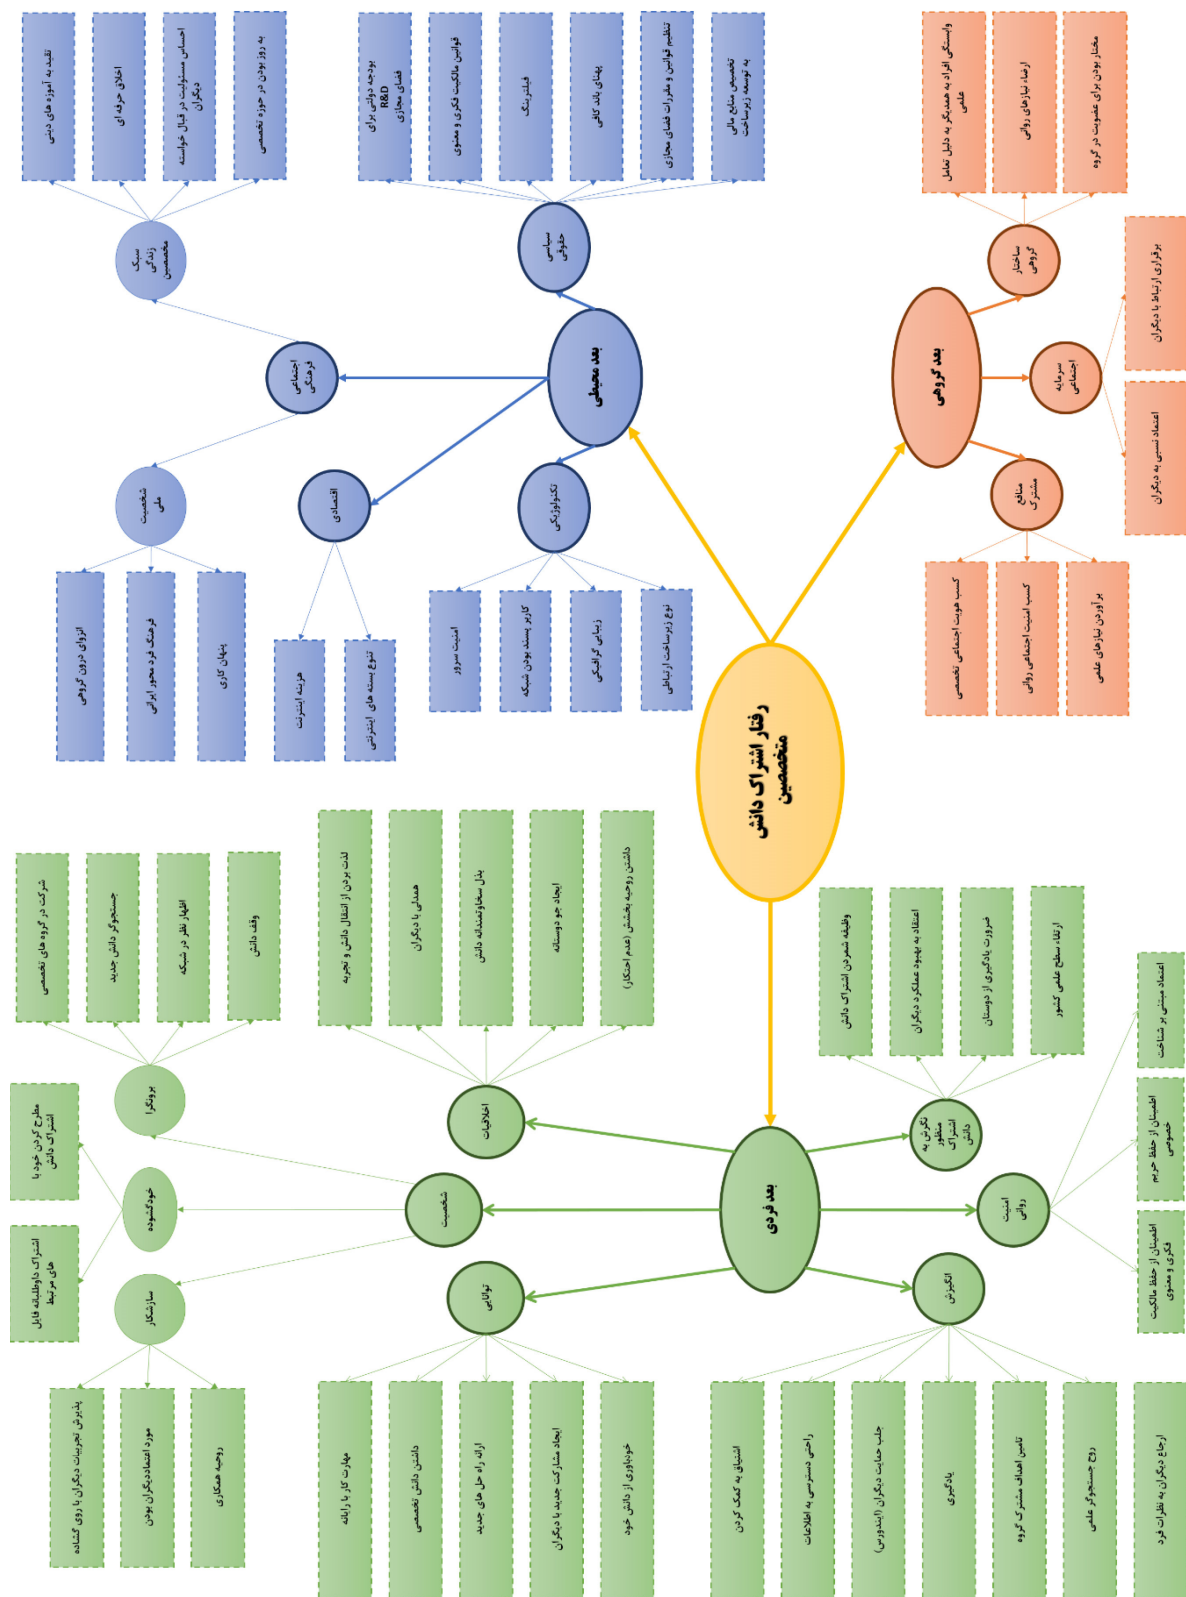 رفتار اشتراک دانش
متخصصین
بعد محیطی
سیاسی
حقوقی
بودجه دولتی برای
R&D
فضای مجازی
قوانین مالکیت فکری و معنوی
فیلترینگ
پهنای باند کافی
تنظیم قوانین و مقررات فضای مجازی
تخصیص منابع مالی
به توسعه زیرساخت
اجتماعی
فرهنگی
سبک
زندگی
مخصصین
تقید به آموزه های دینی
اخلاق حرفه ای
احساس مسئولیت در قبال خواسته
دیگران
به روز بودن در حوزه تخصصی
شخصیت
ملی
انزوای درون گروهی
فرهنگ فرد محور ایرانی
پنهان کاری
اقتصادی
هزینه اینترنت
تنوع بسته های اینترنتی
تکنولوژیکی
امنیت سرور
کاربر پسند بودن شبکه
زیبایی گرافیکی
نوع زیرساخت ارتباطی
بعد گروهی
ساختار
گروهی
وابستگی افراد به همدیگر به دلیل تعامل
علمی
ارضاء نیازهای روانی
مختار بودن برای عضویت در گروه
سرمایه
اجتماعی
برقراری ارتباط با دیگران
اعتماد نسبی به دیگران
منافع
مشترک
کسب هویت اجتماعی تخصصی
کسب امنیت اجتماعی روانی
برآوردن نیازهای علمی
بعد فردی
اخلاقیات
لذت بردن از انتقال دانش و تجربه
همدلی با دیگران
بذل سخاوتمندانه دانش
ایجاد جو دوستانه
داشتن روحیه بخشش (عدم احتکار)
شخصیت
برونگرا
شرکت در گروه های تخصصی
جستجوگر دانش جدید
اظهار نظر در شبکه
وقف دانش
خودگشوده
مطرح کردن خود با
اشتراک دانش
اشتراک داوطلبانه فایل
های مرتبط
سازشکار
پذیرش تجربیات دیگران با روی گشاده
مورد اعتماددیگران بودن
روحیه همکاری
توانایی
مهارت کار با رایانه
داشتن دانش تخصصی
ارائه راه حل های جدید
ایجاد مشارکت جدید با دیگران
خودباوری از دانش خود
نگرش به
منظور
اشتراک
دانش
وظیفه شمردن اشتراک دانش
اعتقاد به بهبود عملکرد دیگران
ضرورت یادگیری از دوستان
ارتقاء سطح علمی کشور
امنیت
روانی
اعتماد مبتنی بر شناخت
اطمینان از حفظ حریم
خصوصی
اطمینان از حفظ مالکیت
فکری و معنوی
انگیزش
اشتیاق به کمک کردن
راحتی دسترسی به اطلاعات
جلب حمایت دیگران (ایندورس)
یادگیری
تامین اهداف مشترک گروه
روح جستجوگر علمی
ارجاع دیگران به نظرات فرد